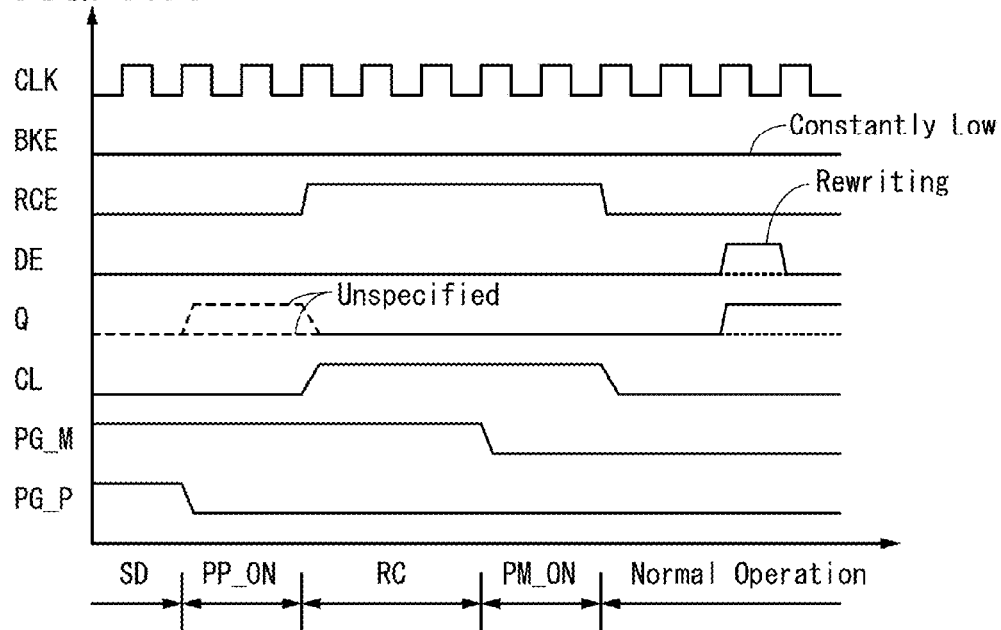 CLK
BKE
Constantly Low
RCE
Rewriting
DE
Unspecified
Q
CL
PG_M
PG_P
SD PP_ON RC PM_ON Normal Operation